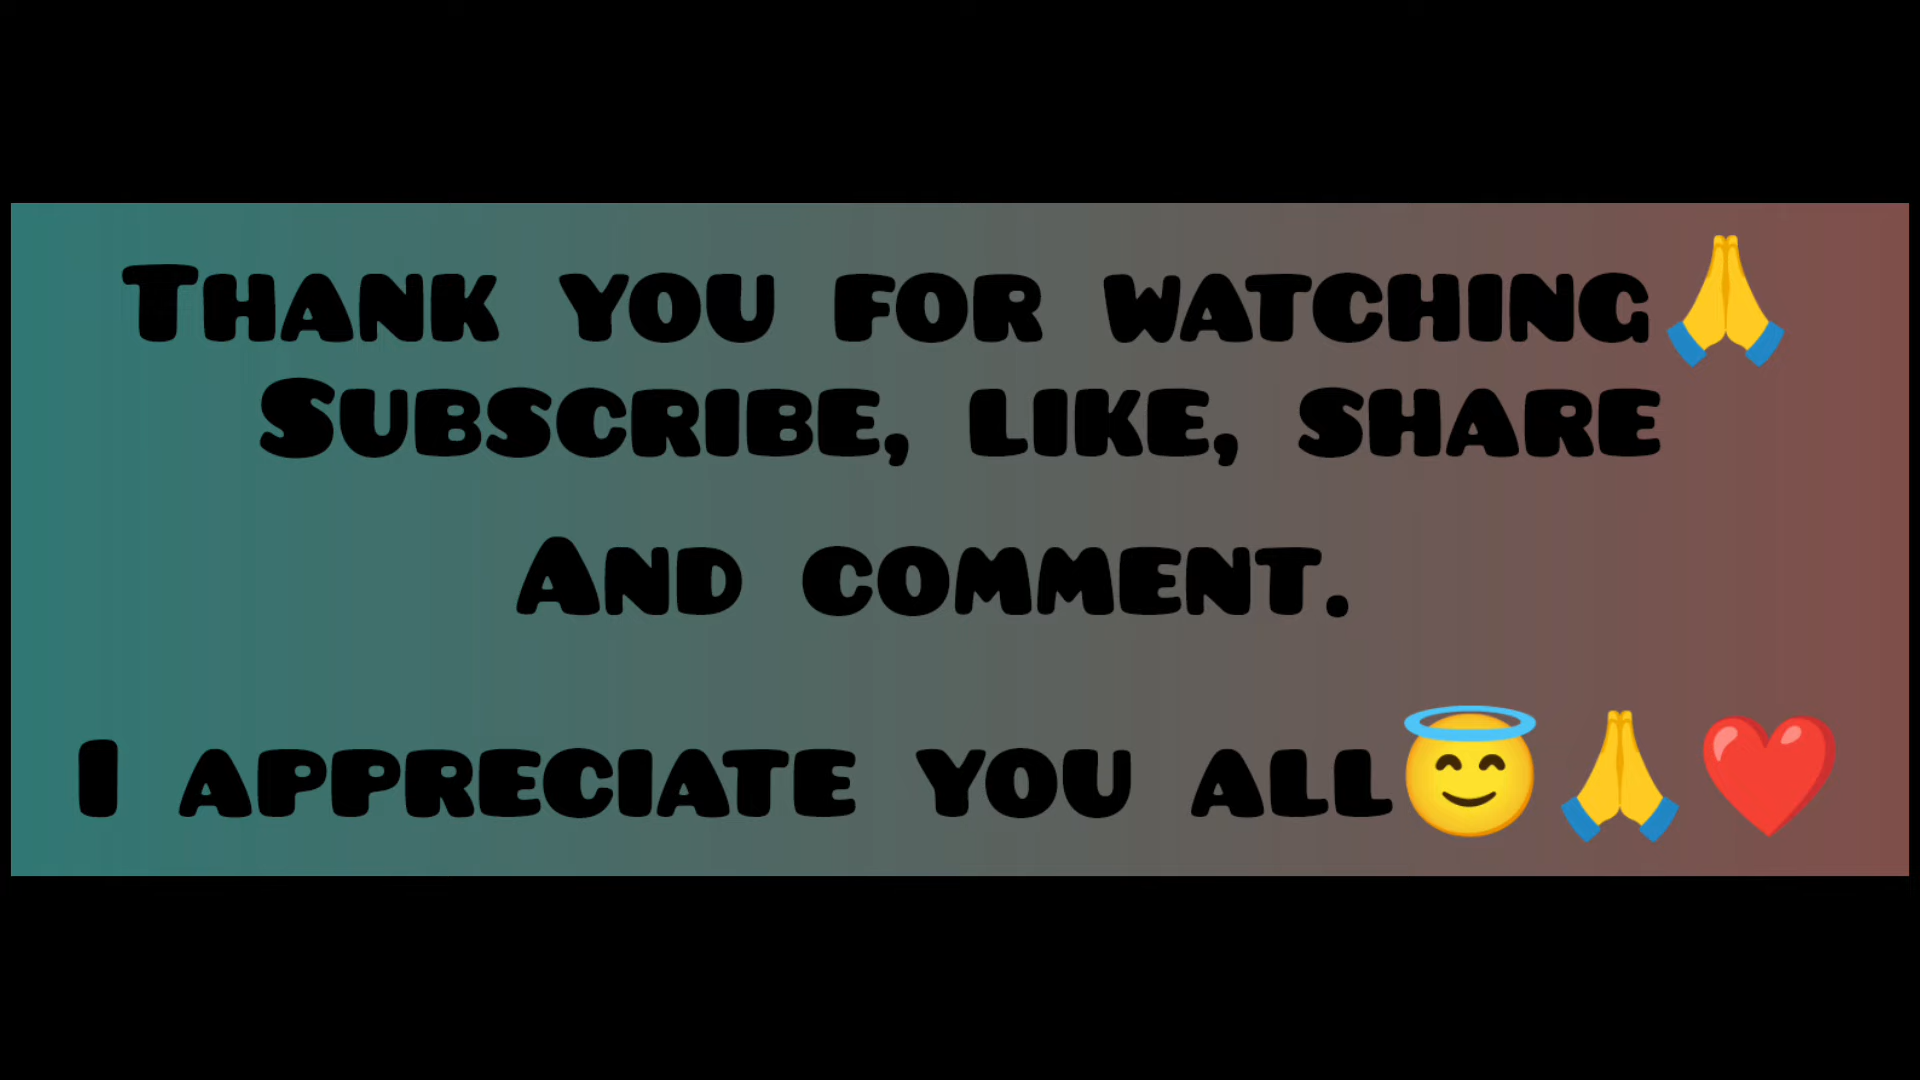 Thank you for watching🙏
Subscribe, like, share
And comment.
I appreciate you all😇🙏❤️